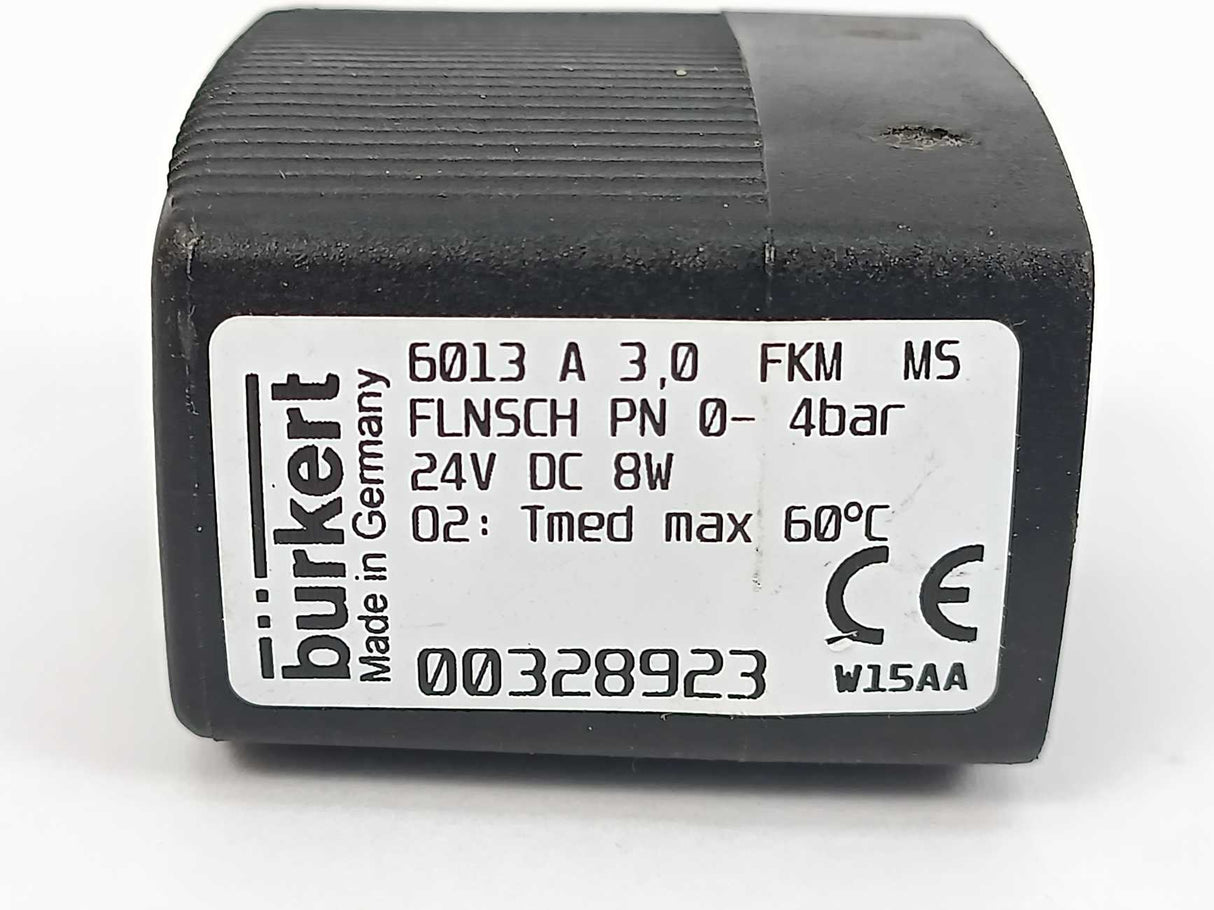 bürkert
Made in Germany
6013 A 3,0 FKM MS
FLNSCH PN 0- 4bar
24V DC 8W
O2: Tmed max 60°C
CE
00328923
W15AA